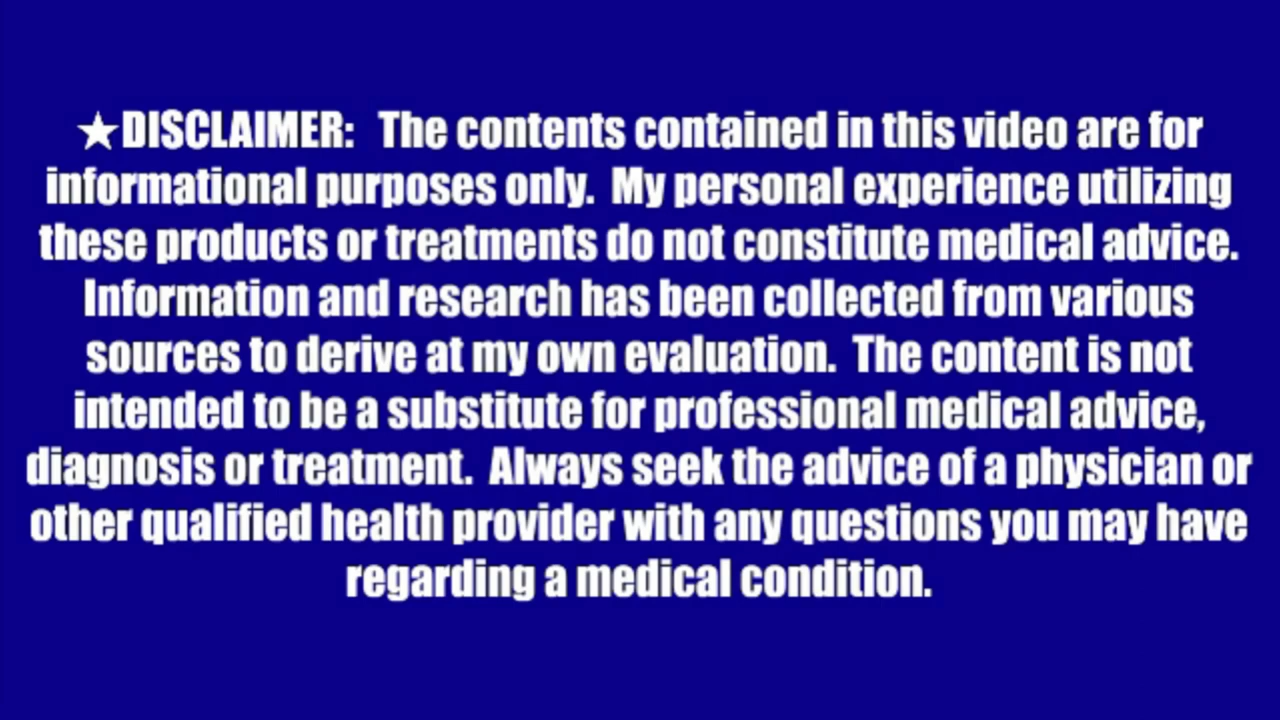 ★DISCLAIMER: The contents contained in this video are for
informational purposes only. My personal experience utilizing
these products or treatments do not constitute medical advice.
Information and research has been collected from various
sources to derive at my own evaluation. The content is not
intended to be a substitute for professional medical advice,
diagnosis or treatment. Always seek the advice of a physician or
other qualified health provider with any questions you may have
regarding a medical condition.